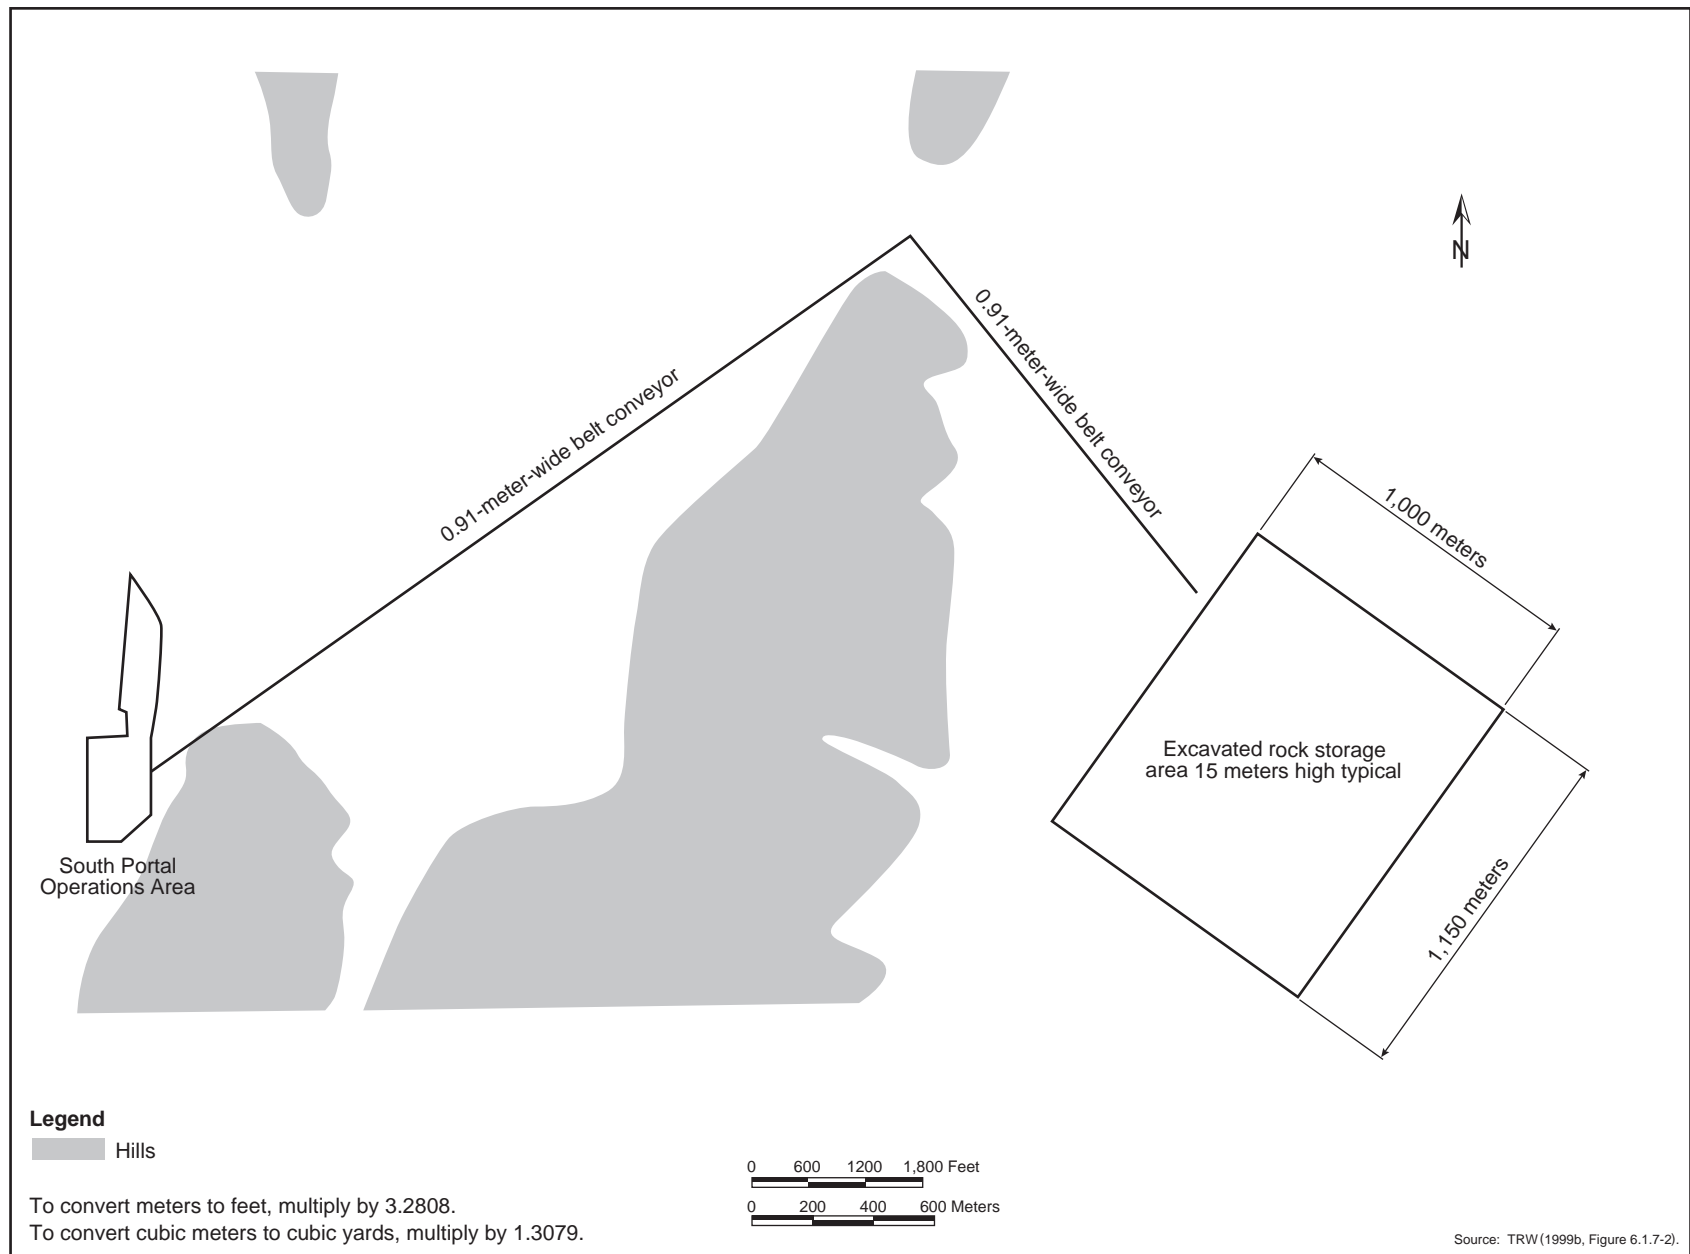 N
0.91-meter-wide belt conveyor
0.91-meter-wide belt conveyor
1,000 meters
Excavated rock storage
area 15 meters high typical
1,150 meters
South Portal
Operations Area
Legend
Hills
To convert meters to feet, multiply by 3.2808.
To convert cubic meters to cubic yards, multiply by 1.3079.
0 600 1200 1,800 Feet
0 200 400 600 Meters
Source: TRW (1999b, Figure 6.1.7-2).